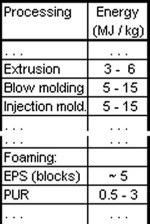 Processing Energy
(MJ / kg)
. . . . . .
Extrusion 3 - 6
Blow molding 5 - 15
Injection mold. 5 - 15
. . . . . .
. . . . . .
Foaming:
EPS (blocks) ~ 5
PUR 0.5 - 3
. . . . . .